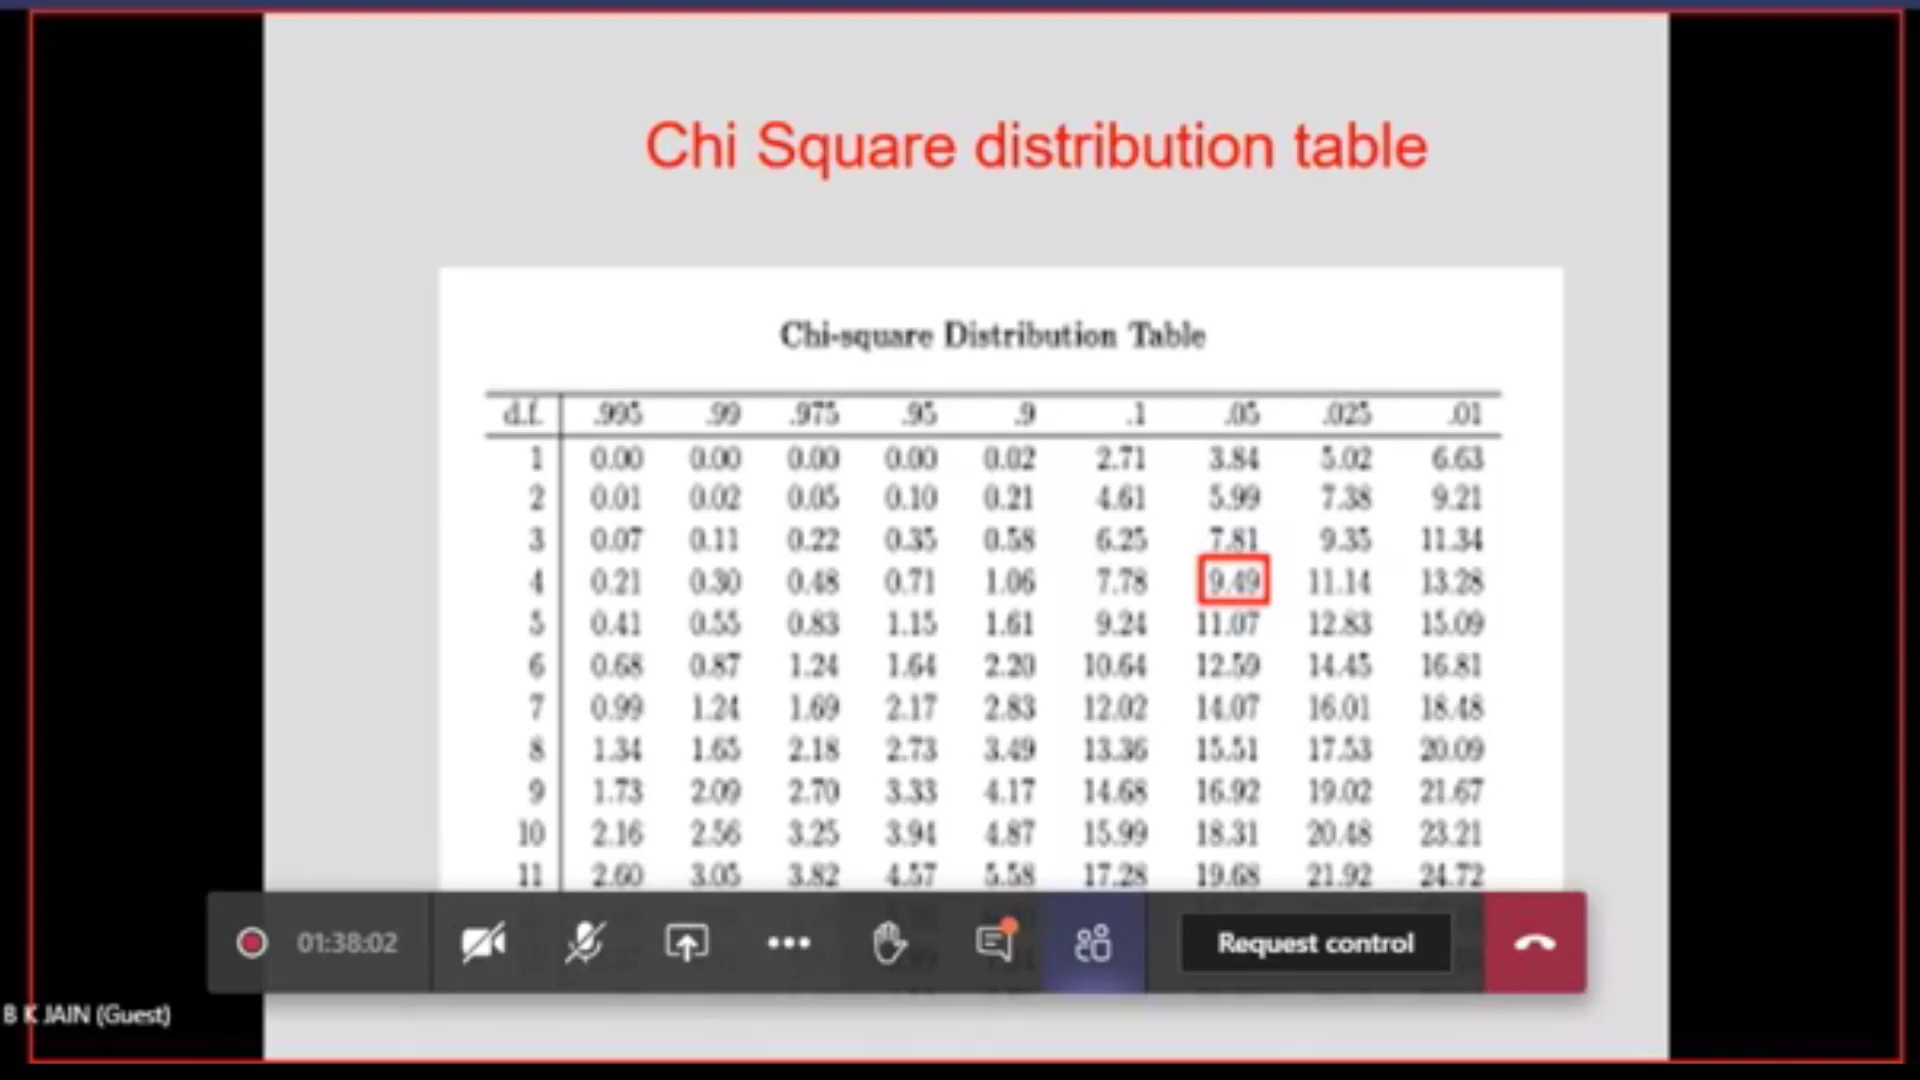 Chi Square distribution table
Chi-square Distribution Table
d.f. .995 .99 .975 .95 .9 .1 .05 .025 .01
1 0.00 0.00 0.00 0.00 0.02 2.71 3.84 5.02 6.63
2 0.01 0.02 0.05 0.10 0.21 4.61 5.99 7.38 9.21
3 0.07 0.11 0.22 0.35 0.58 6.25 7.81 9.35 11.34
4 0.21 0.30 0.48 0.71 1.06 7.78 9.49 11.14 13.28
5 0.41 0.55 0.83 1.15 1.61 9.24 11.07 12.83 15.09
6 0.68 0.87 1.24 1.64 2.20 10.64 12.59 14.45 16.81
7 0.99 1.24 1.69 2.17 2.83 12.02 14.07 16.01 18.48
8 1.34 1.65 2.18 2.73 3.49 13.36 15.51 17.53 20.09
9 1.73 2.09 2.70 3.33 4.17 14.68 16.92 19.02 21.67
10 2.16 2.56 3.25 3.94 4.87 15.99 18.31 20.48 23.21
11 2.60 3.05 3.82 4.57 5.58 17.28 19.68 21.92 24.72
01:38:02 Request control
B K JAIN (Guest)